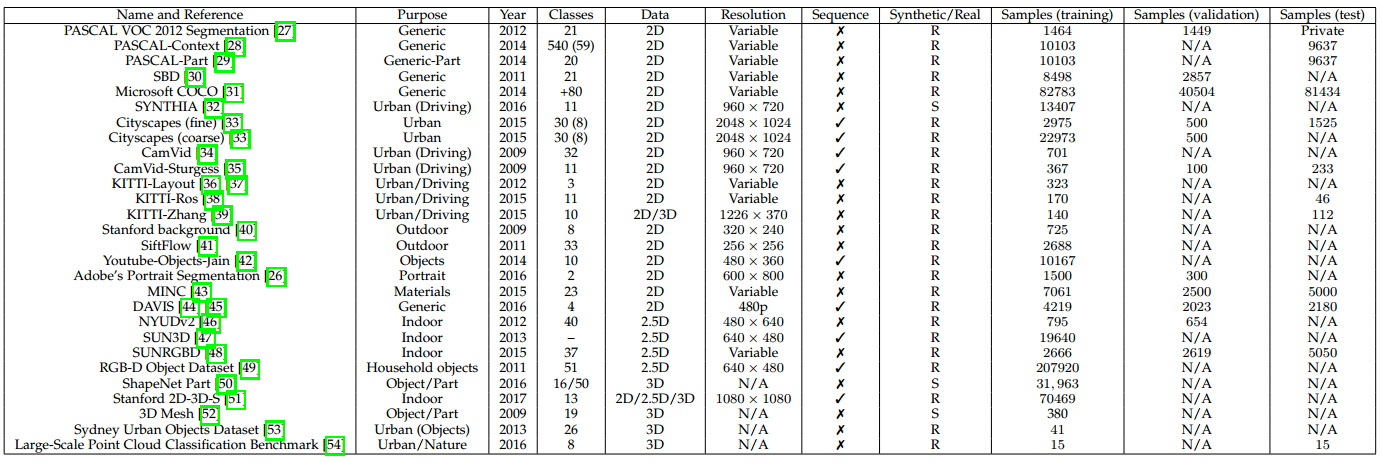 Name and Reference Purpose Year Classes Data Resolution Sequence Synthetic/Real Samples (training) Samples (validation) Samples (test)
PASCAL VOC 2012 Segmentation [27] Generic 2012 21 2D Variable ✗ R 1464 1449 Private
PASCAL-Context [28] Generic 2014 540 (59) 2D Variable ✗ R 10103 N/A 9637
PASCAL-Part [29] Generic-Part 2014 20 2D Variable ✗ R 10103 N/A 9637
SBD [30] Generic 2011 21 2D Variable ✗ R 8498 2857 N/A
Microsoft COCO [31] Generic 2014 +80 2D Variable ✗ R 82783 40504 81434
SYNTHIA [32] Urban (Driving) 2016 11 2D 960 × 720 ✗ S 13407 N/A N/A
Cityscapes (fine) [33] Urban 2015 30 (8) 2D 2048 × 1024 ✓ R 2975 500 1525
Cityscapes (coarse) [33] Urban 2015 30 (8) 2D 2048 × 1024 ✓ R 22973 500 N/A
CamVid [34] Urban (Driving) 2009 32 2D 960 × 720 ✓ R 701 N/A N/A
CamVid-Sturgess [35] Urban (Driving) 2009 11 2D 960 × 720 ✓ R 367 100 233
KITTI-Layout [36] [37] Urban/Driving 2012 3 2D Variable ✗ R 323 N/A N/A
KITTI-Ros [38] Urban/Driving 2015 11 2D Variable ✗ R 170 N/A 46
KITTI-Zhang [39] Urban/Driving 2015 10 2D/3D 1226 × 370 ✗ R 140 N/A 112
Stanford background [40] Outdoor 2009 8 2D 320 × 240 ✗ R 725 N/A N/A
SiftFlow [41] Outdoor 2011 33 2D 256 × 256 ✗ R 2688 N/A N/A
Youtube-Objects-Jain [42] Objects 2014 10 2D 480 × 360 ✓ R 10167 N/A N/A
Adobe's Portrait Segmentation [26] Portrait 2016 2 2D 600 × 800 ✗ R 1500 300 N/A
MINC [43] Materials 2015 23 2D Variable ✗ R 7061 2500 5000
DAVIS [44] [45] Generic 2016 4 2D 480p ✓ R 4219 2023 2180
NYUDv2 [46] Indoor 2012 40 2.5D 480 × 640 ✗ R 795 654 N/A
SUN3D [47] Indoor 2013 – 2.5D 640 × 480 ✓ R 19640 N/A N/A
SUNRGBD [48] Indoor 2015 37 2.5D Variable ✗ R 2666 2619 5050
RGB-D Object Dataset [49] Household objects 2011 51 2.5D 640 × 480 ✓ R 207920 N/A N/A
ShapeNet Part [50] Object/Part 2016 16/50 3D N/A ✗ S 31,963 N/A N/A
Stanford 2D-3D-S [51] Indoor 2017 13 2D/2.5D/3D 1080 × 1080 ✓ R 70469 N/A N/A
3D Mesh [52] Object/Part 2009 19 3D N/A ✗ S 380 N/A N/A
Sydney Urban Objects Dataset [53] Urban (Objects) 2013 26 3D N/A ✗ R 41 N/A N/A
Large-Scale Point Cloud Classification Benchmark [54] Urban/Nature 2016 8 3D N/A ✗ R 15 N/A 15